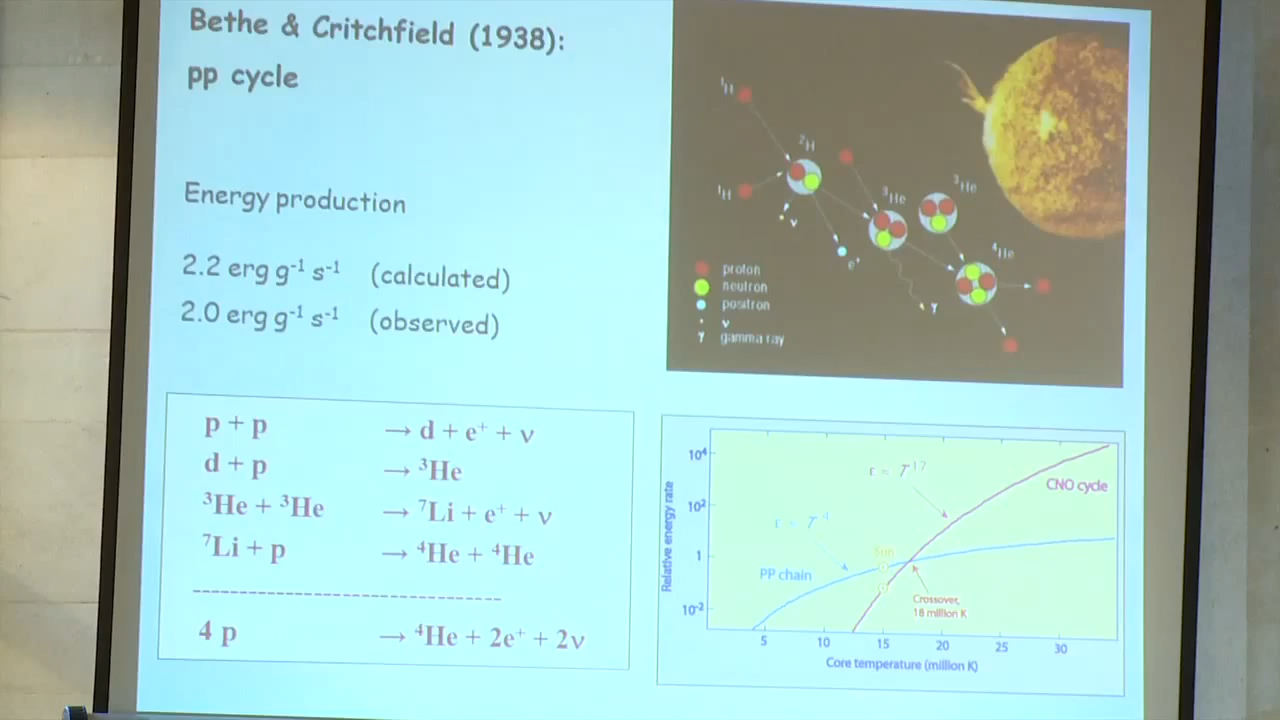 Bethe & Critchfield (1938):
pp cycle
Energy production
2.2 erg g⁻¹ s⁻¹ (calculated)
2.0 erg g⁻¹ s⁻¹ (observed)
p + p → d + e⁺ + ν
d + p → ³He
³He + ³He → ⁷Li + e⁺ + ν
⁷Li + p → ⁴He + ⁴He
4 p → ⁴He + 2e⁺ + 2ν
¹H
²H
¹H
ν
e⁺
³He
³He
⁴He
γ
proton
neutron
positron
ν
γ gamma ray
Relative energy rate
10⁴
10²
1
10⁻²
ε ~ T¹⁷
CNO cycle
ε ~ T⁴
Sun
PP chain
Crossover,
18 million K
5 10 15 20 25 30
Core temperature (million K)